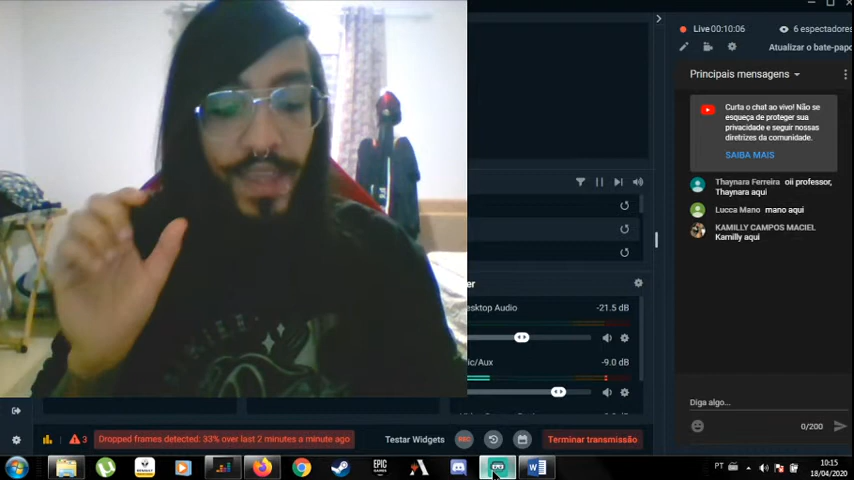 Live 00:10:06
6 espectadores
Atualizar o bate-papo
Principais mensagens
Curta o chat ao vivo! Não se
esqueça de proteger sua
privacidade e seguir nossas
diretrizes da comunidade.
SAIBA MAIS
Thaynara Ferreira oii professor,
Thaynara aqui
Lucca Mano mano aqui
KAMILLY CAMPOS MACIEL
Kamilly aqui
esktop Audio
-21.5 dB
ic/Aux
-9.0 dB
Diga algo...
0/200
3
Dropped frames detected: 33% over last 2 minutes a minute ago
Testar Widgets
REC
Terminar transmissão
EPIC
GAMES
PT
10:15
18/04/2020